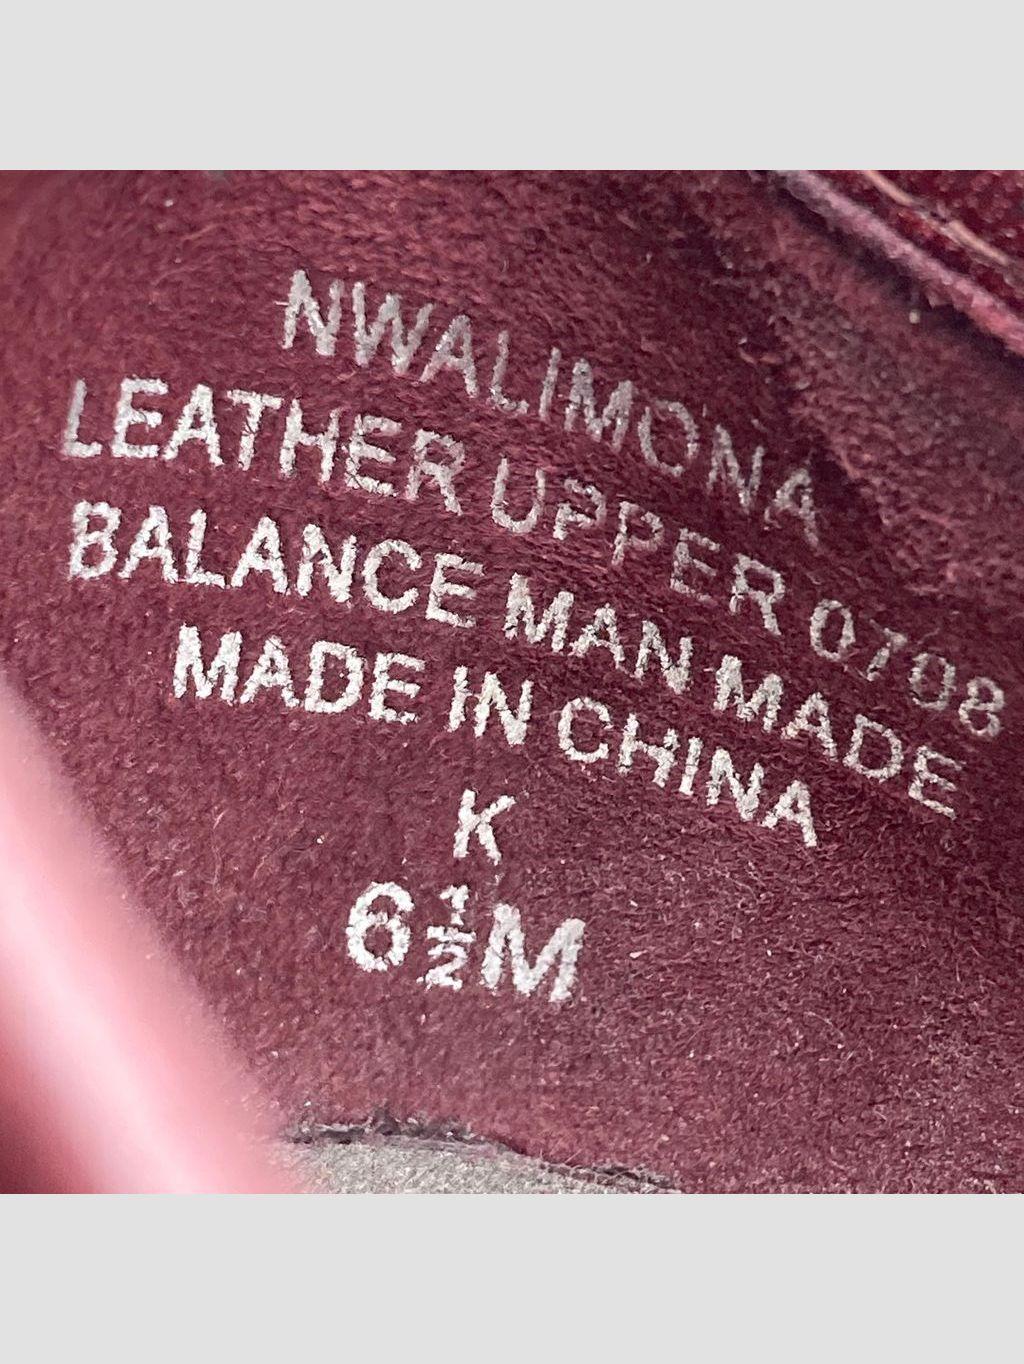 NWALIMONA
LEATHER UPPER 0708
BALANCE MAN MADE
MADE IN CHINA
K
6½M